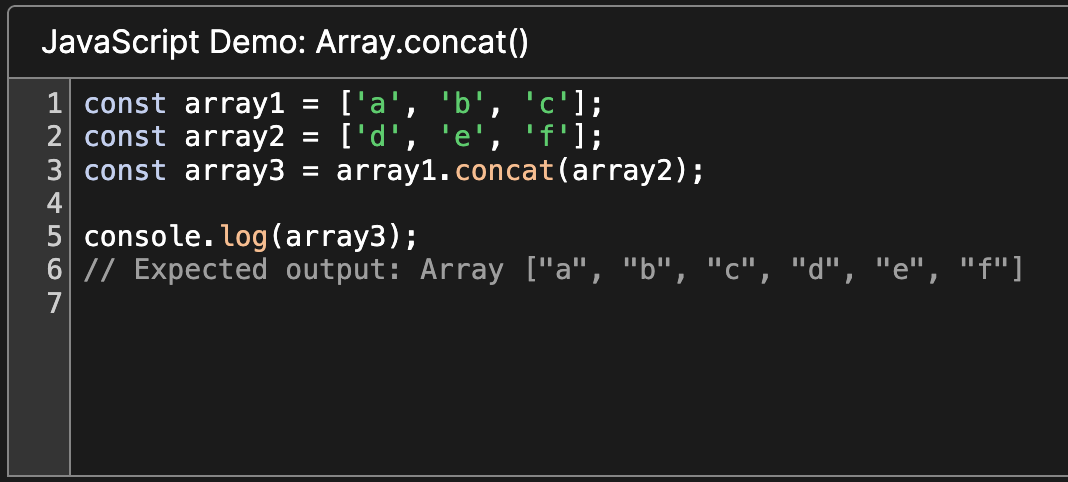 JavaScript Demo: Array.concat()
1 const array1 = ['a', 'b', 'c'];
2 const array2 = ['d', 'e', 'f'];
3 const array3 = array1.concat(array2);
4
5 console.log(array3);
6 // Expected output: Array ["a", "b", "c", "d", "e", "f"]
7